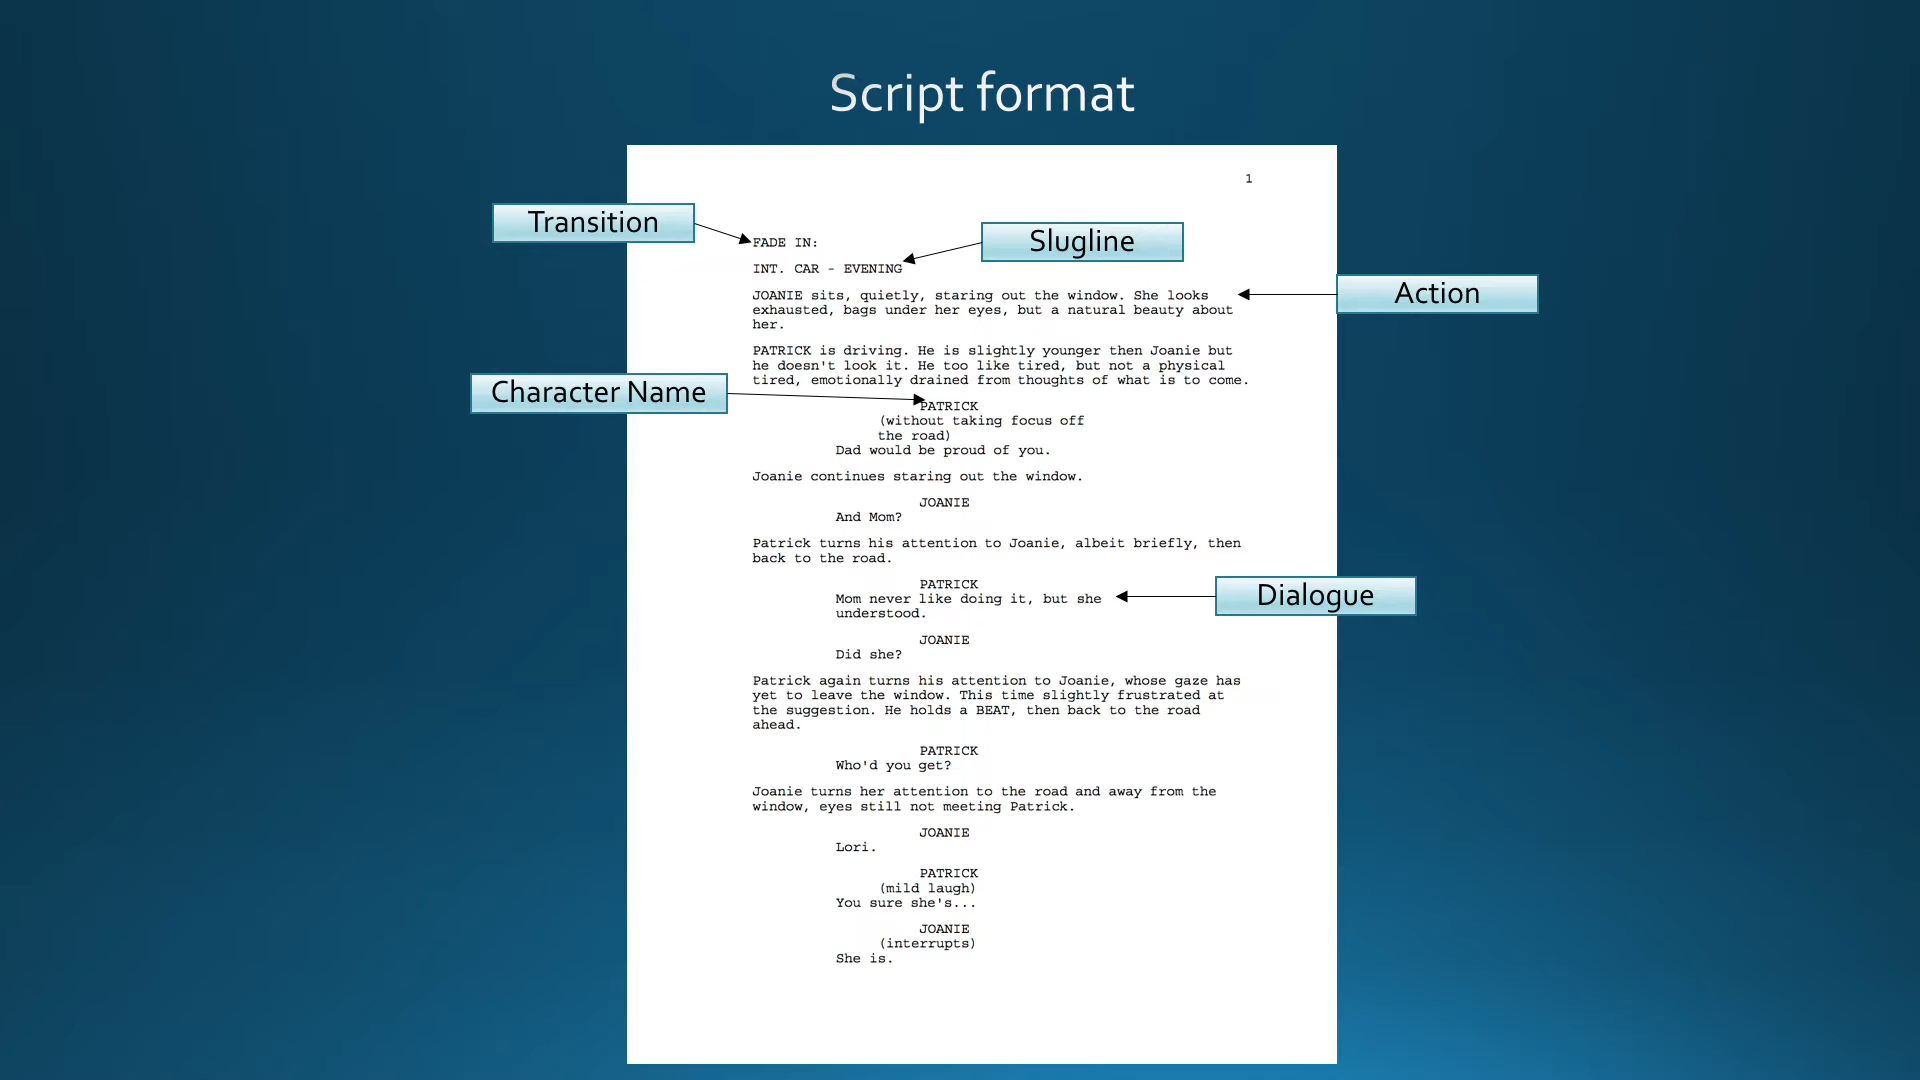 Script format
1
Transition
Slugline
FADE IN:
INT. CAR - EVENING
Action
JOANIE sits, quietly, staring out the window. She looks
exhausted, bags under her eyes, but a natural beauty about
her.
PATRICK is driving. He is slightly younger then Joanie but
he doesn't look it. He too like tired, but not a physical
tired, emotionally drained from thoughts of what is to come.
Character Name
PATRICK
(without taking focus off
the road)
Dad would be proud of you.
Joanie continues staring out the window.
JOANIE
And Mom?
Patrick turns his attention to Joanie, albeit briefly, then
back to the road.
PATRICK
Dialogue
Mom never like doing it, but she
understood.
JOANIE
Did she?
Patrick again turns his attention to Joanie, whose gaze has
yet to leave the window. This time slightly frustrated at
the suggestion. He holds a BEAT, then back to the road
ahead.
PATRICK
Who'd you get?
Joanie turns her attention to the road and away from the
window, eyes still not meeting Patrick.
JOANIE
Lori.
PATRICK
(mild laugh)
You sure she's...
JOANIE
(interrupts)
She is.